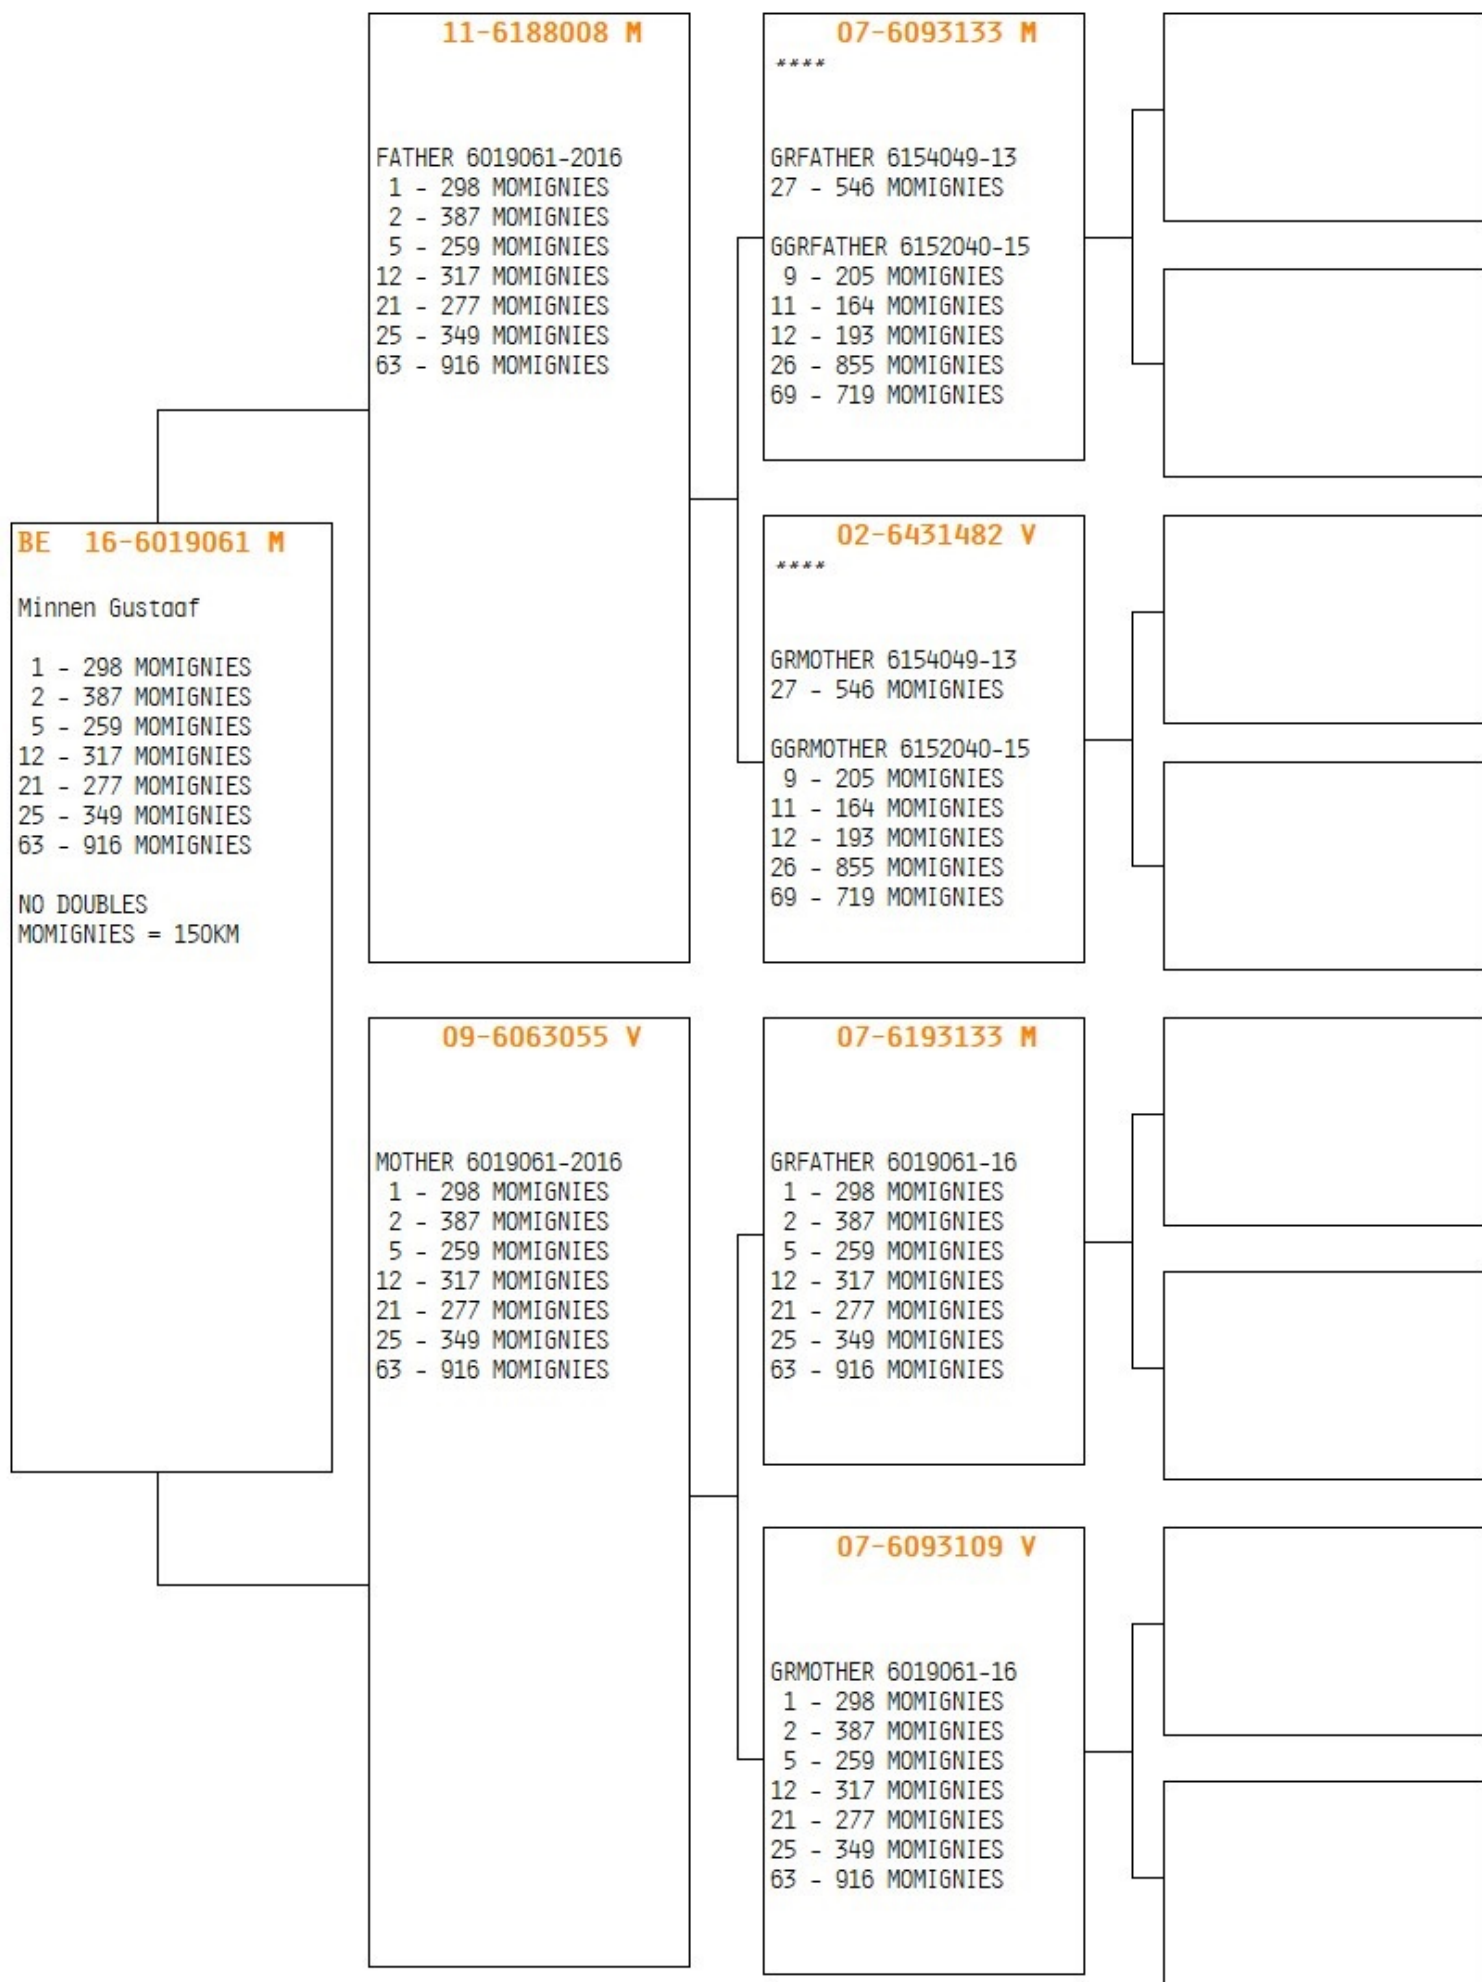 BE 16-6019061 M
Minnen Gustaaf
1 - 298 MOMIGNIES
2 - 387 MOMIGNIES
5 - 259 MOMIGNIES
12 - 317 MOMIGNIES
21 - 277 MOMIGNIES
25 - 349 MOMIGNIES
63 - 916 MOMIGNIES
NO DOUBLES
MOMIGNIES = 150KM
11-6188008 M
FATHER 6019061-2016
1 - 298 MOMIGNIES
2 - 387 MOMIGNIES
5 - 259 MOMIGNIES
12 - 317 MOMIGNIES
21 - 277 MOMIGNIES
25 - 349 MOMIGNIES
63 - 916 MOMIGNIES
09-6063055 V
MOTHER 6019061-2016
1 - 298 MOMIGNIES
2 - 387 MOMIGNIES
5 - 259 MOMIGNIES
12 - 317 MOMIGNIES
21 - 277 MOMIGNIES
25 - 349 MOMIGNIES
63 - 916 MOMIGNIES
07-6093133 M
****
GRFATHER 6154049-13
27 - 546 MOMIGNIES
GGRFATHER 6152040-15
9 - 205 MOMIGNIES
11 - 164 MOMIGNIES
12 - 193 MOMIGNIES
26 - 855 MOMIGNIES
69 - 719 MOMIGNIES
02-6431482 V
****
GRMOTHER 6154049-13
27 - 546 MOMIGNIES
GGRMOTHER 6152040-15
9 - 205 MOMIGNIES
11 - 164 MOMIGNIES
12 - 193 MOMIGNIES
26 - 855 MOMIGNIES
69 - 719 MOMIGNIES
07-6193133 M
GRFATHER 6019061-16
1 - 298 MOMIGNIES
2 - 387 MOMIGNIES
5 - 259 MOMIGNIES
12 - 317 MOMIGNIES
21 - 277 MOMIGNIES
25 - 349 MOMIGNIES
63 - 916 MOMIGNIES
07-6093109 V
GRMOTHER 6019061-16
1 - 298 MOMIGNIES
2 - 387 MOMIGNIES
5 - 259 MOMIGNIES
12 - 317 MOMIGNIES
21 - 277 MOMIGNIES
25 - 349 MOMIGNIES
63 - 916 MOMIGNIES